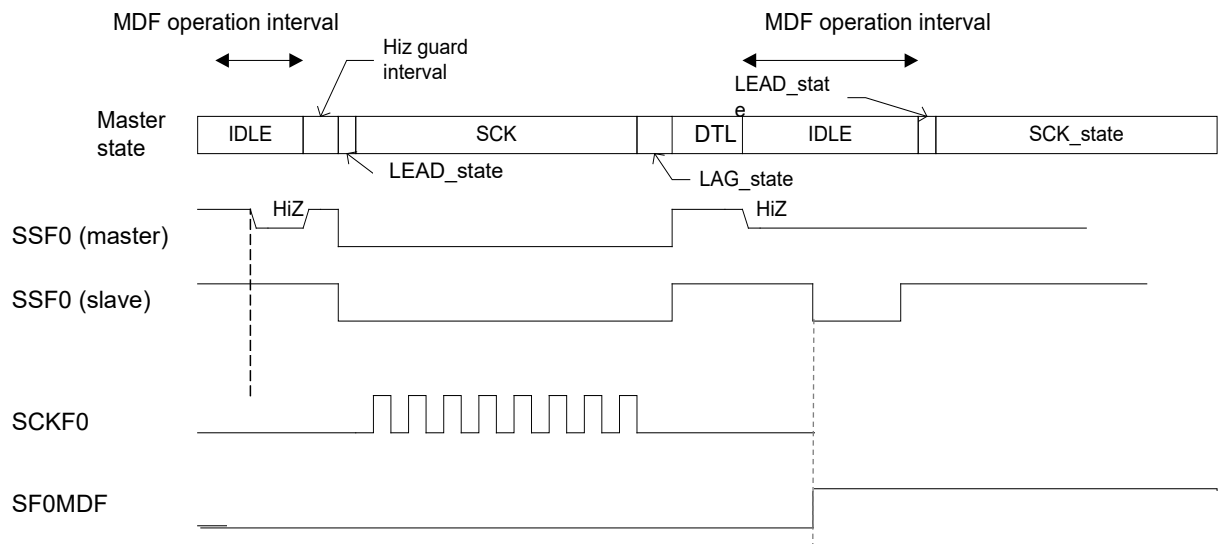 MDF operation interval
MDF operation interval
Hiz guard
interval
LEAD_stat
e
Master
state
IDLE
SCK
DTL
IDLE
SCK_state
LEAD_state
LAG_state
HiZ
HiZ
SSF0 (master)
SSF0 (slave)
SCKF0
SF0MDF